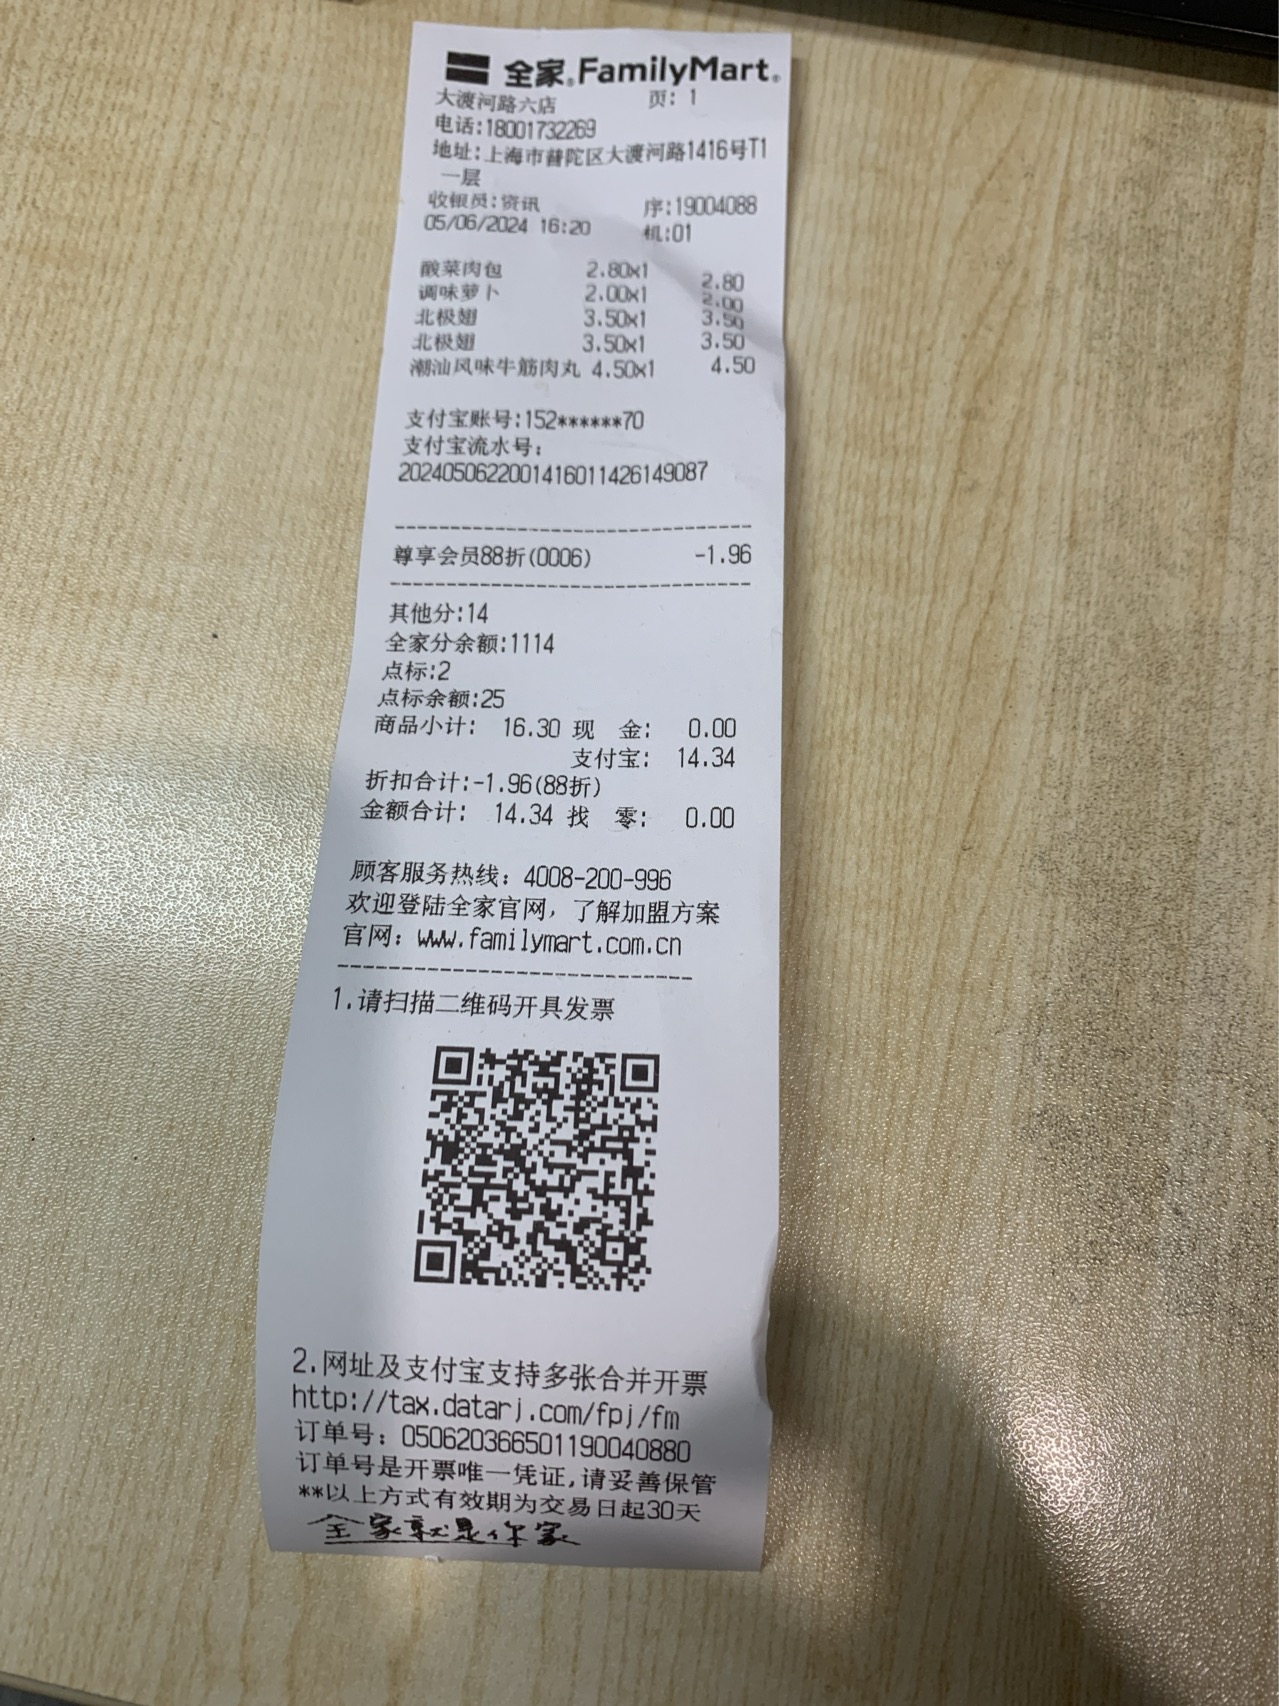 全家 FamilyMart
大渡河路六店 页: 1
电话:18001732269
地址:上海市普陀区大渡河路1416号T1
一层
收银员:资讯 序:19004088
05/06/2024 16:20 机:01
酸菜肉包 2.80x1 2.80
调味萝卜 2.00x1 2.00
北极翅 3.50x1 3.50
北极翅 3.50x1 3.50
潮汕风味牛筋肉丸 4.50x1 4.50
支付宝账号:152******70
支付宝流水号:
2024050622001416011426149087
------------------------------
尊享会员88折(0006) -1.96
------------------------------
其他分:14
全家分余额:1114
点标:2
点标余额:25
商品小计: 16.30 现 金: 0.00
支付宝: 14.34
折扣合计:-1.96(88折)
金额合计: 14.34 找 零: 0.00
顾客服务热线: 4008-200-996
欢迎登陆全家官网，了解加盟方案
官网: www.familymart.com.cn
------------------------------
1.请扫描二维码开具发票
2.网址及支付宝支持多张合并开票
http://tax.datarj.com/fpj/fm
订单号: 050620366501190040880
订单号是开票唯一凭证,请妥善保管
**以上方式有效期为交易日起30天
全家就是你家